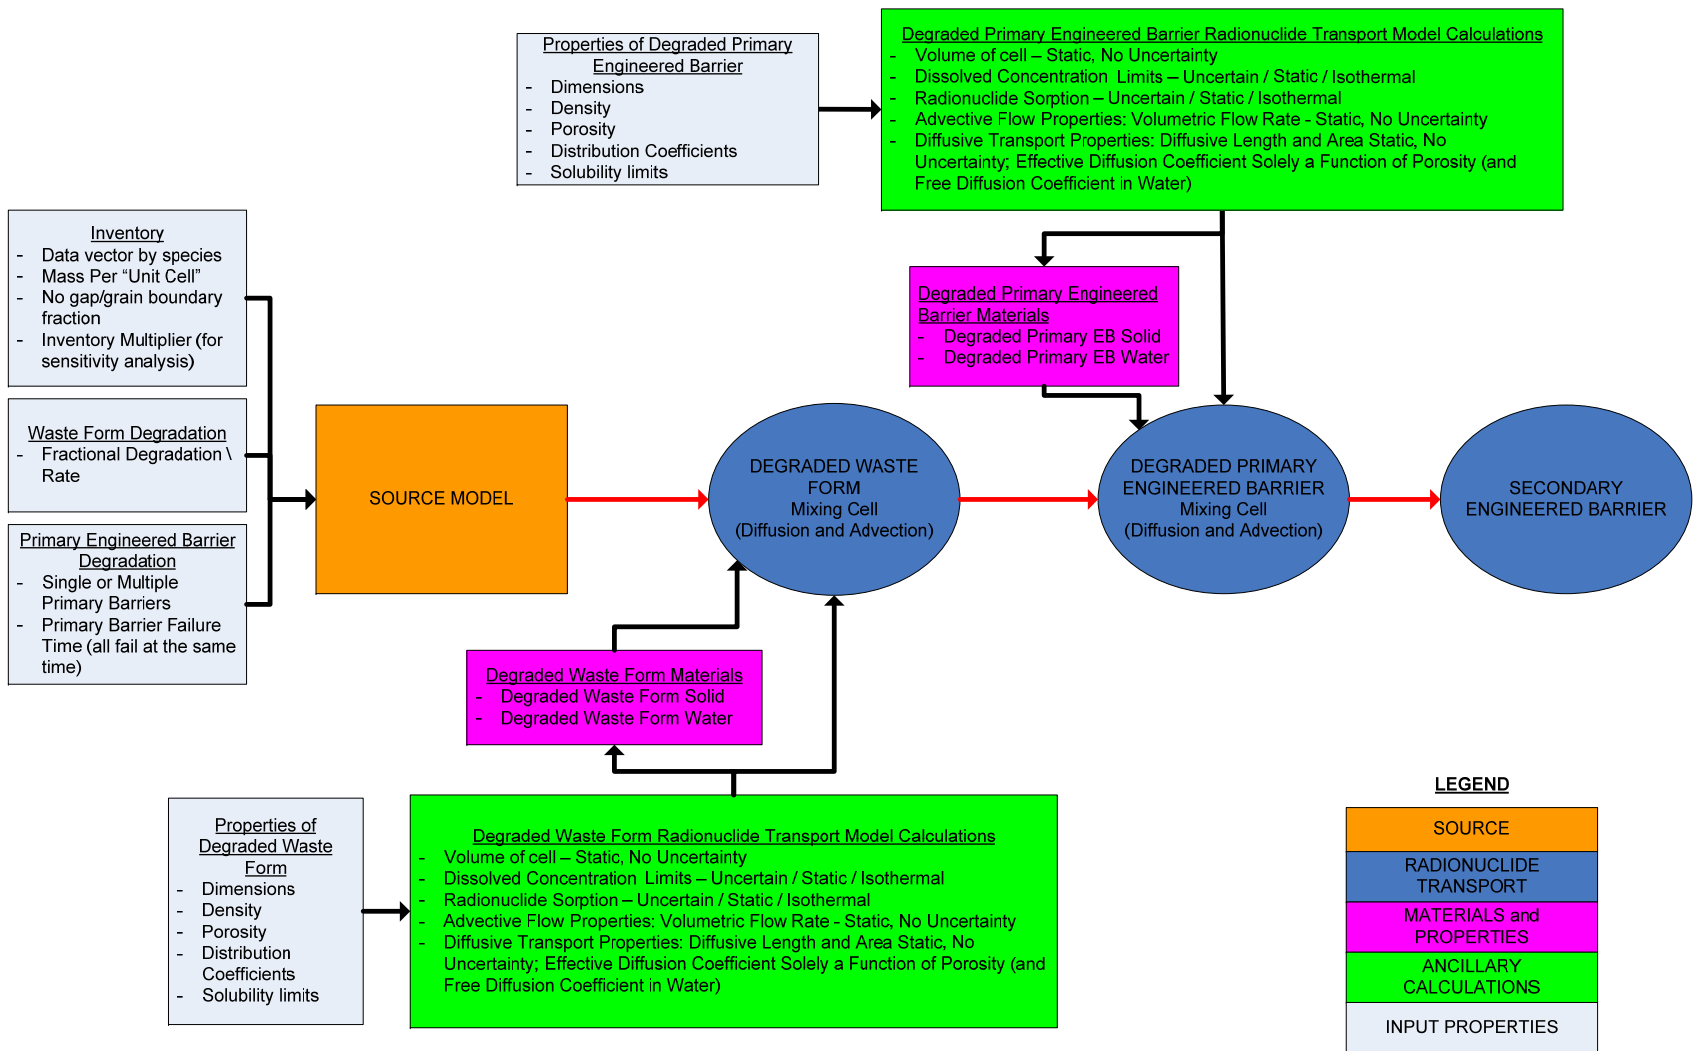 Properties of Degraded Primary
Engineered Barrier
- Dimensions
- Density
- Porosity
- Distribution Coefficients
- Solubility limits
Degraded Primary Engineered Barrier Radionuclide Transport Model Calculations
- Volume of cell – Static, No Uncertainty
- Dissolved Concentration Limits – Uncertain / Static / Isothermal
- Radionuclide Sorption – Uncertain / Static / Isothermal
- Advective Flow Properties: Volumetric Flow Rate - Static, No Uncertainty
- Diffusive Transport Properties: Diffusive Length and Area Static, No
Uncertainty; Effective Diffusion Coefficient Solely a Function of Porosity (and
Free Diffusion Coefficient in Water)
Inventory
- Data vector by species
- Mass Per “Unit Cell”
- No gap/grain boundary
fraction
- Inventory Multiplier (for
sensitivity analysis)
Degraded Primary Engineered
Barrier Materials
- Degraded Primary EB Solid
- Degraded Primary EB Water
Waste Form Degradation
- Fractional Degradation \
Rate
Primary Engineered Barrier
Degradation
- Single or Multiple
Primary Barriers
- Primary Barrier Failure
Time (all fail at the same
time)
SOURCE MODEL
DEGRADED WASTE
FORM
Mixing Cell
(Diffusion and Advection)
DEGRADED PRIMARY
ENGINEERED BARRIER
Mixing Cell
(Diffusion and Advection)
SECONDARY
ENGINEERED BARRIER
Degraded Waste Form Materials
- Degraded Waste Form Solid
- Degraded Waste Form Water
Properties of
Degraded Waste
Form
- Dimensions
- Density
- Porosity
- Distribution
Coefficients
- Solubility limits
Degraded Waste Form Radionuclide Transport Model Calculations
- Volume of cell – Static, No Uncertainty
- Dissolved Concentration Limits – Uncertain / Static / Isothermal
- Radionuclide Sorption – Uncertain / Static / Isothermal
- Advective Flow Properties: Volumetric Flow Rate - Static, No Uncertainty
- Diffusive Transport Properties: Diffusive Length and Area Static, No
Uncertainty; Effective Diffusion Coefficient Solely a Function of Porosity (and
Free Diffusion Coefficient in Water)
LEGEND
SOURCE
RADIONUCLIDE
TRANSPORT
MATERIALS and
PROPERTIES
ANCILLARY
CALCULATIONS
INPUT PROPERTIES